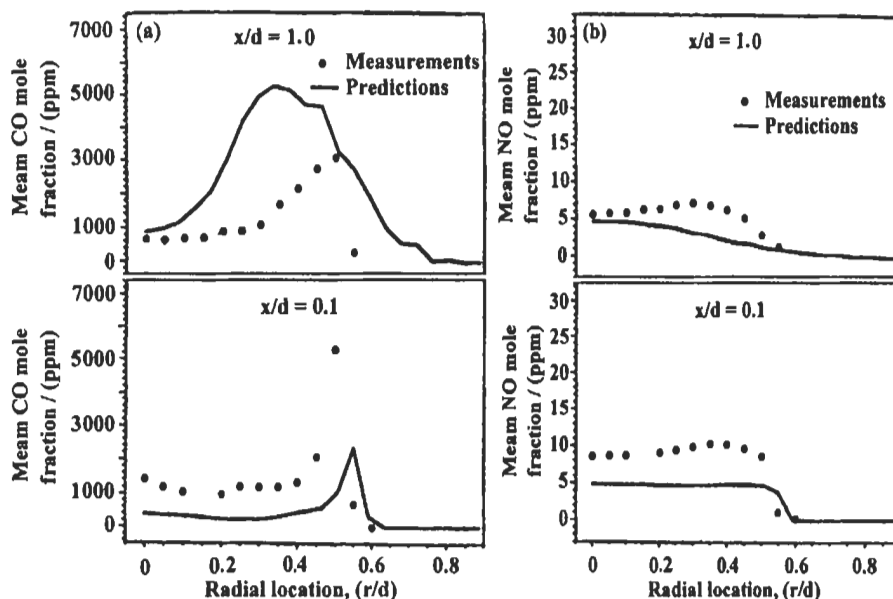 (a)
x/d = 1.0
Measurements
Predictions
Meam CO mole
fraction / (ppm)
7000
5000
3000
1000
0
x/d = 0.1
Meam CO mole
fraction / (ppm)
7000
5000
3000
1000
0
0 0.2 0.4 0.6 0.8
Radial location, (r/d)
(b)
x/d = 1.0
Measurements
Predictions
Meam NO mole
fraction / (ppm)
30
25
20
15
10
5
0
x/d = 0.1
Meam NO mole
fraction / (ppm)
30
25
20
15
10
5
0
0 0.2 0.4 0.6 0.8
Radial location, (r/d)